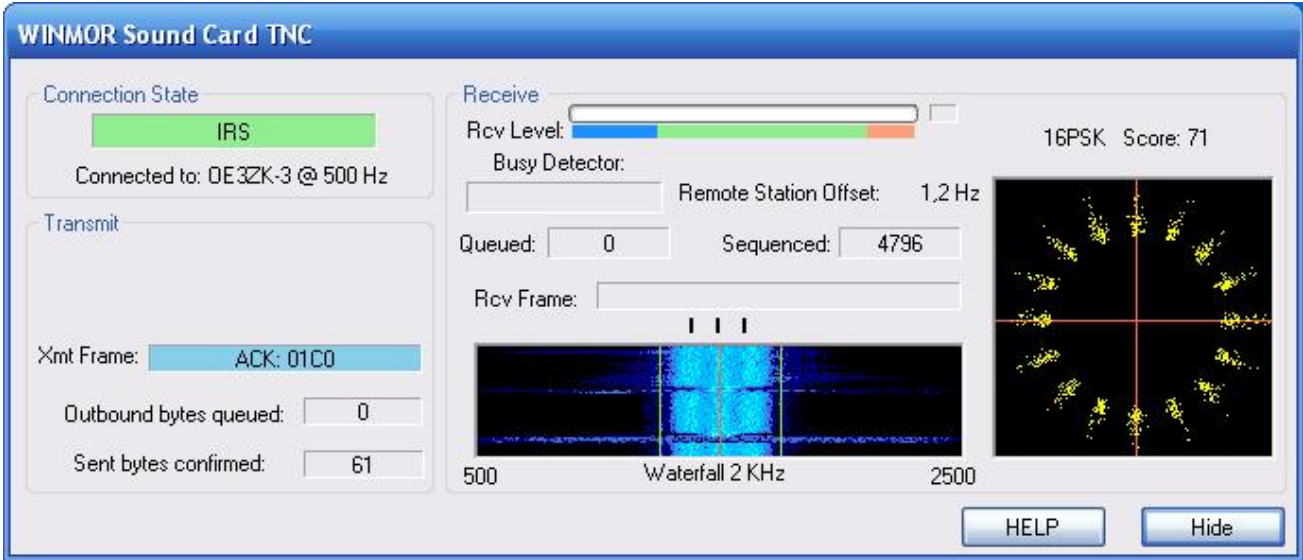 WINMOR Sound Card TNC
Connection State
IRS
Connected to: OE3ZK-3 @ 500 Hz
Transmit
Xmt Frame: ACK: 01C0
Outbound bytes queued: 0
Sent bytes confirmed: 61
Receive
Rcv Level:
Busy Detector:
Remote Station Offset: 1,2 Hz
Queued: 0 Sequenced: 4796
Rcv Frame:
500 Waterfall 2 KHz 2500
16PSK Score: 71
HELP Hide